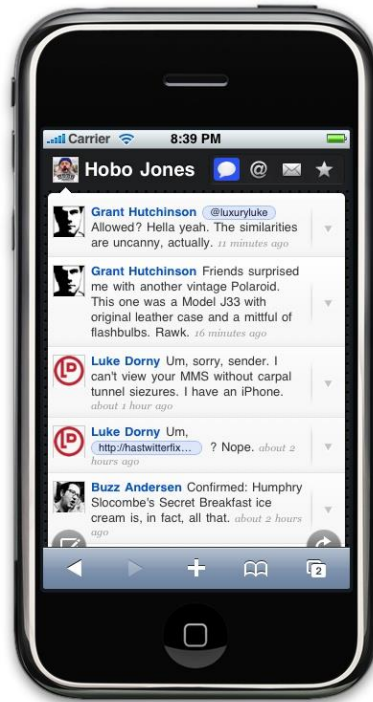 Carrier 8:39 PM
Hobo Jones @
Grant Hutchinson @luxuryluke
Allowed? Hella yeah. The similarities
are uncanny, actually. 11 minutes ago
Grant Hutchinson Friends surprised
me with another vintage Polaroid.
This one was a Model J33 with
original leather case and a mittful of
flashbulbs. Rawk. 16 minutes ago
Luke Dorny Um, sorry, sender. I
can't view your MMS without carpal
tunnel siezures. I have an iPhone.
about 1 hour ago
Luke Dorny Um,
http://hastwitterfix... ? Nope. about 2
hours ago
Buzz Andersen Confirmed: Humphry
Slocombe's Secret Breakfast ice
cream is, in fact, all that. about 2 hours
ago
2